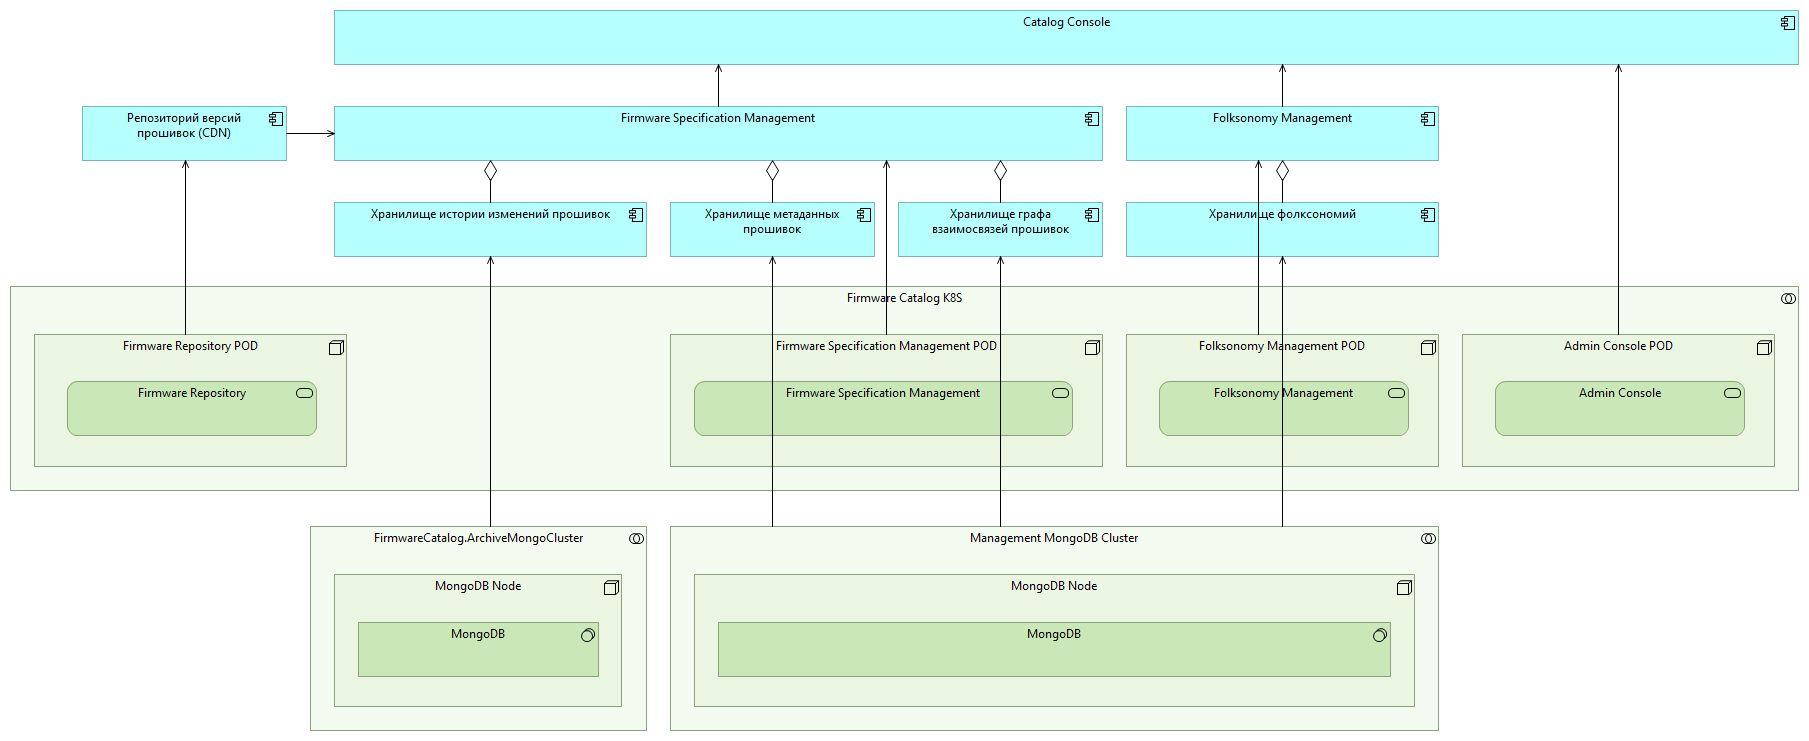 Catalog Console
Репозиторий версий
прошивок (CDN)
Firmware Specification Management
Folksonomy Management
Хранилище истории изменений прошивок
Хранилище метаданных
прошивок
Хранилище графа
взаимосвязей прошивок
Хранилище фолксономий
Firmware Catalog K8S
Firmware Repository POD
Firmware Specification Management POD
Folksonomy Management POD
Admin Console POD
Firmware Repository
Firmware Specification Management
Folksonomy Management
Admin Console
FirmwareCatalog.ArchiveMongoCluster
Management MongoDB Cluster
MongoDB Node
MongoDB Node
MongoDB
MongoDB